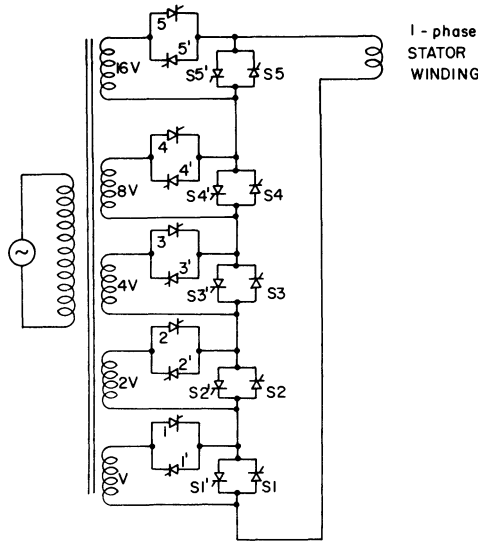 1 - phase
STATOR
WINDING
5
5'
16V
S5'
S5
4
4'
8V
S4'
S4
3
3'
4V
S3'
S3
2
2'
2V
S2'
S2
1
1'
V
S1'
S1
~